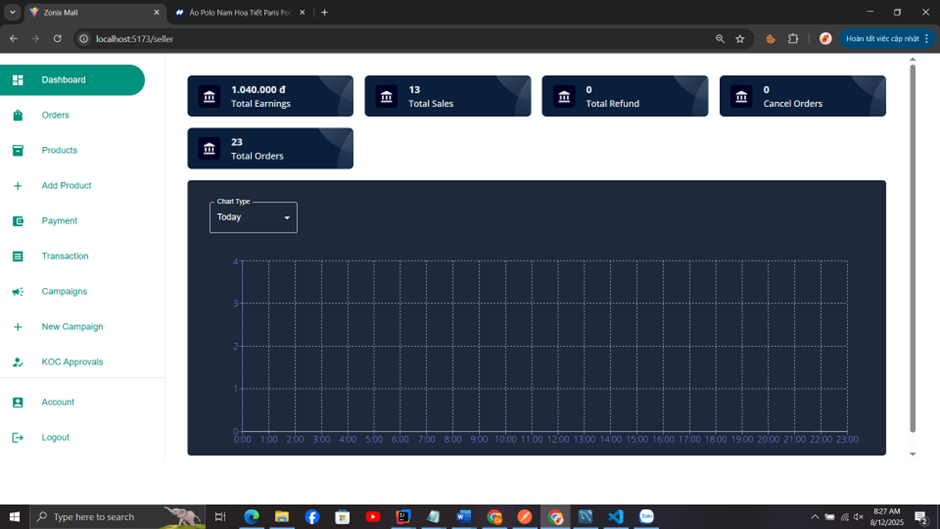 Zonix Mall
Áo Polo Nam Hoạ Tiết Paris For
localhost:5173/seller
Hoàn tất việc cập nhật
Dashboard
Orders
Products
Add Product
Payment
Transaction
Campaigns
New Campaign
KOC Approvals
Account
Logout
1.040.000 đ
Total Earnings
13
Total Sales
0
Total Refund
0
Cancel Orders
23
Total Orders
Chart Type
Today
4
3
2
1
0
0:00 1:00 2:00 3:00 4:00 5:00 6:00 7:00 8:00 9:00 10:00 11:00 12:00 13:00 14:00 15:00 16:00 17:00 18:00 19:00 20:00 21:00 22:00 23:00
Type here to search
Zalo
8:27 AM
8/12/2025
2